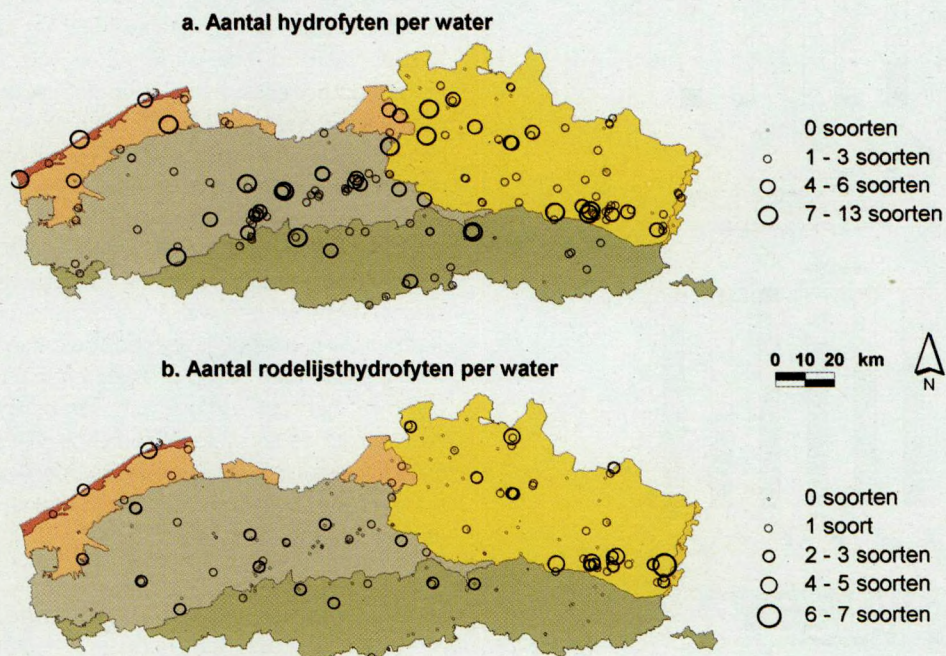 a. Aantal hydrofyten per water
0 soorten
1 - 3 soorten
4 - 6 soorten
7 - 13 soorten
b. Aantal rodelijsthydrofyten per water
0 10 20 km
N
0 soorten
1 soort
2 - 3 soorten
4 - 5 soorten
6 - 7 soorten